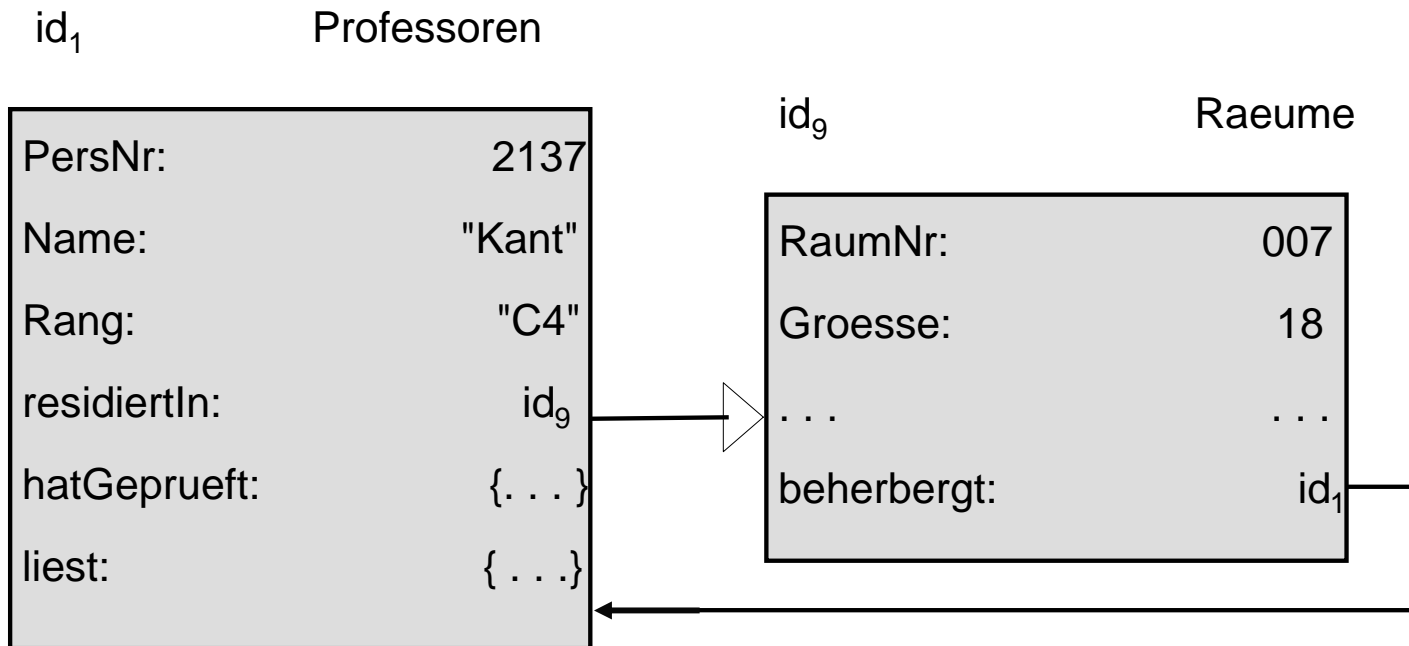 id₁ Professoren
PersNr: 2137
Name: "Kant"
Rang: "C4"
residiertIn: id₉
hatGeprueft: {. . . }
liest: { . . .}
id₉ Raeume
RaumNr: 007
Groesse: 18
. . . . . .
beherbergt: id₁